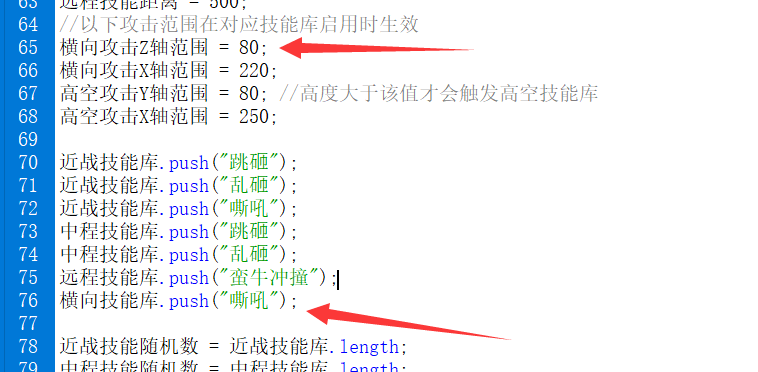 63 远程技能距离 = 500;
64 //以下攻击范围在对应技能库启用时生效
65 横向攻击Z轴范围 = 80;
66 横向攻击X轴范围 = 220;
67 高空攻击Y轴范围 = 80; //高度大于该值才会触发高空技能库
68 高空攻击X轴范围 = 250;
69
70 近战技能库.push("跳砸");
71 近战技能库.push("乱砸");
72 近战技能库.push("嘶吼");
73 中程技能库.push("跳砸");
74 中程技能库.push("乱砸");
75 远程技能库.push("蛮牛冲撞");
76 横向技能库.push("嘶吼");
77
78 近战技能随机数 = 近战技能库.length;
79 中程技能随机数 = 中程技能库.length;